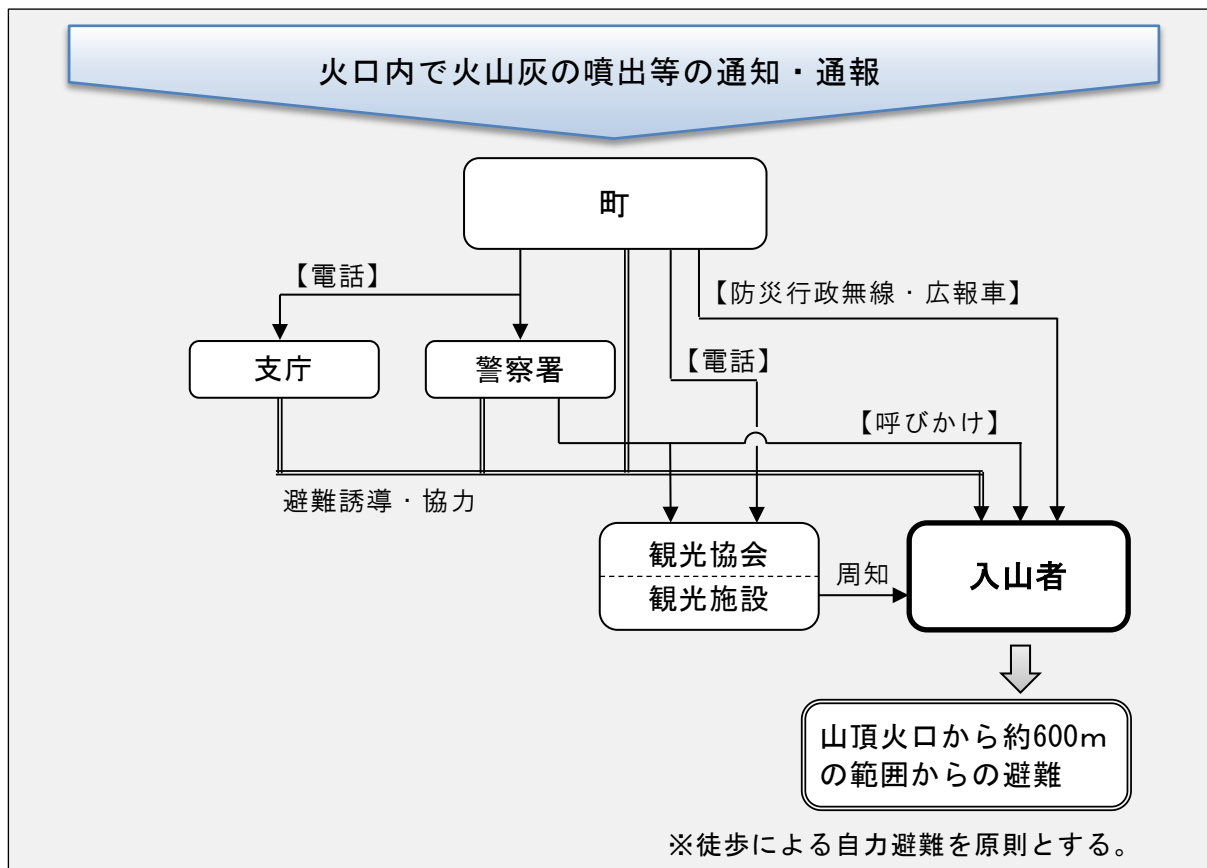 火口内で火山灰の噴出等の通知・通報
町
【電話】
【防災行政無線・広報車】
支庁
警察署
【電話】
【呼びかけ】
避難誘導・協力
観光協会
観光施設
周知
入山者
山頂火口から約600ｍ
の範囲からの避難
※徒歩による自力避難を原則とする。